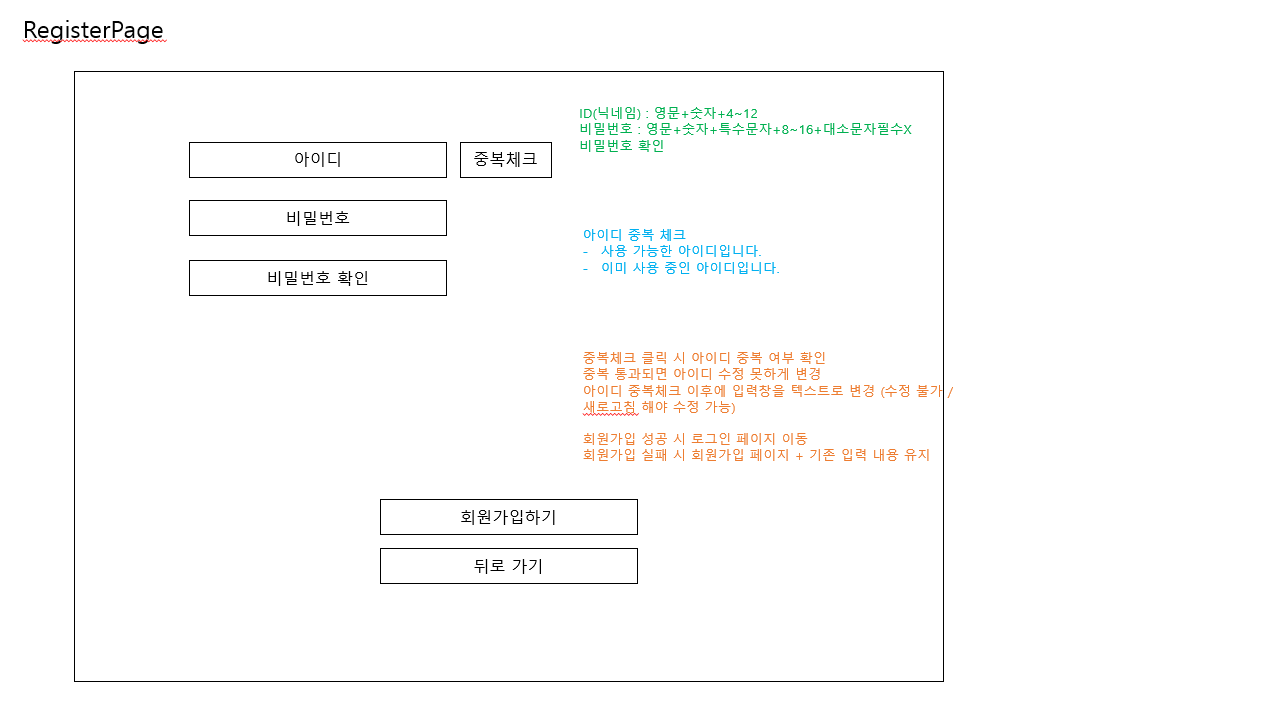 RegisterPage
ID(닉네임) : 영문+숫자+4~12
비밀번호 : 영문+숫자+특수문자+8~16+대소문자필수X
비밀번호 확인
아이디
중복체크
비밀번호
비밀번호 확인
아이디 중복 체크
- 사용 가능한 아이디입니다.
- 이미 사용 중인 아이디입니다.
중복체크 클릭 시 아이디 중복 여부 확인
중복 통과되면 아이디 수정 못하게 변경
아이디 중복체크 이후에 입력창을 텍스트로 변경 (수정 불가 /
새로고침 해야 수정 가능)
회원가입 성공 시 로그인 페이지 이동
회원가입 실패 시 회원가입 페이지 + 기존 입력 내용 유지
회원가입하기
뒤로 가기